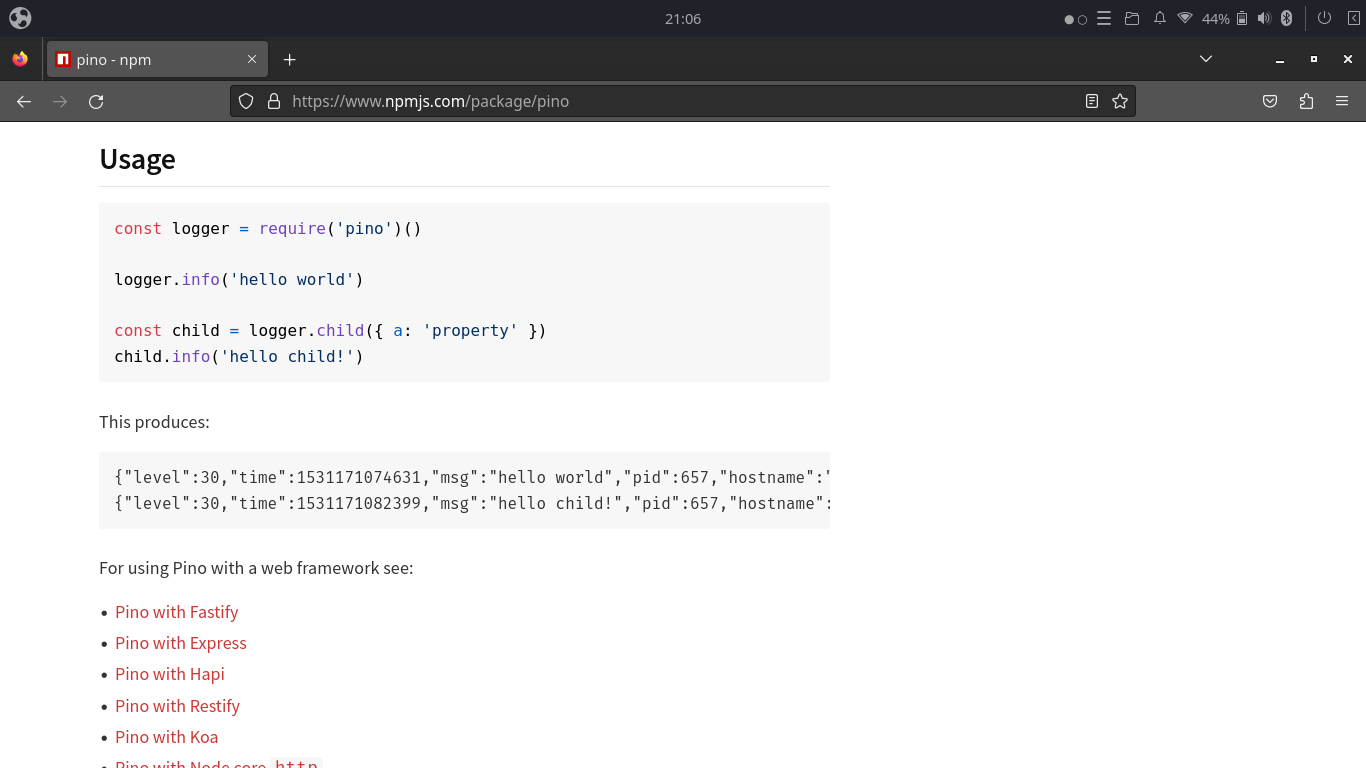 21:06
44%
pino - npm
https://www.npmjs.com/package/pino
Usage
const logger = require('pino')()
logger.info('hello world')
const child = logger.child({ a: 'property' })
child.info('hello child!')
This produces:
{"level":30,"time":1531171074631,"msg":"hello world","pid":657,"hostname":"
{"level":30,"time":1531171082399,"msg":"hello child!","pid":657,"hostname":
For using Pino with a web framework see:
• Pino with Fastify
• Pino with Express
• Pino with Hapi
• Pino with Restify
• Pino with Koa
• Pino with Node core http